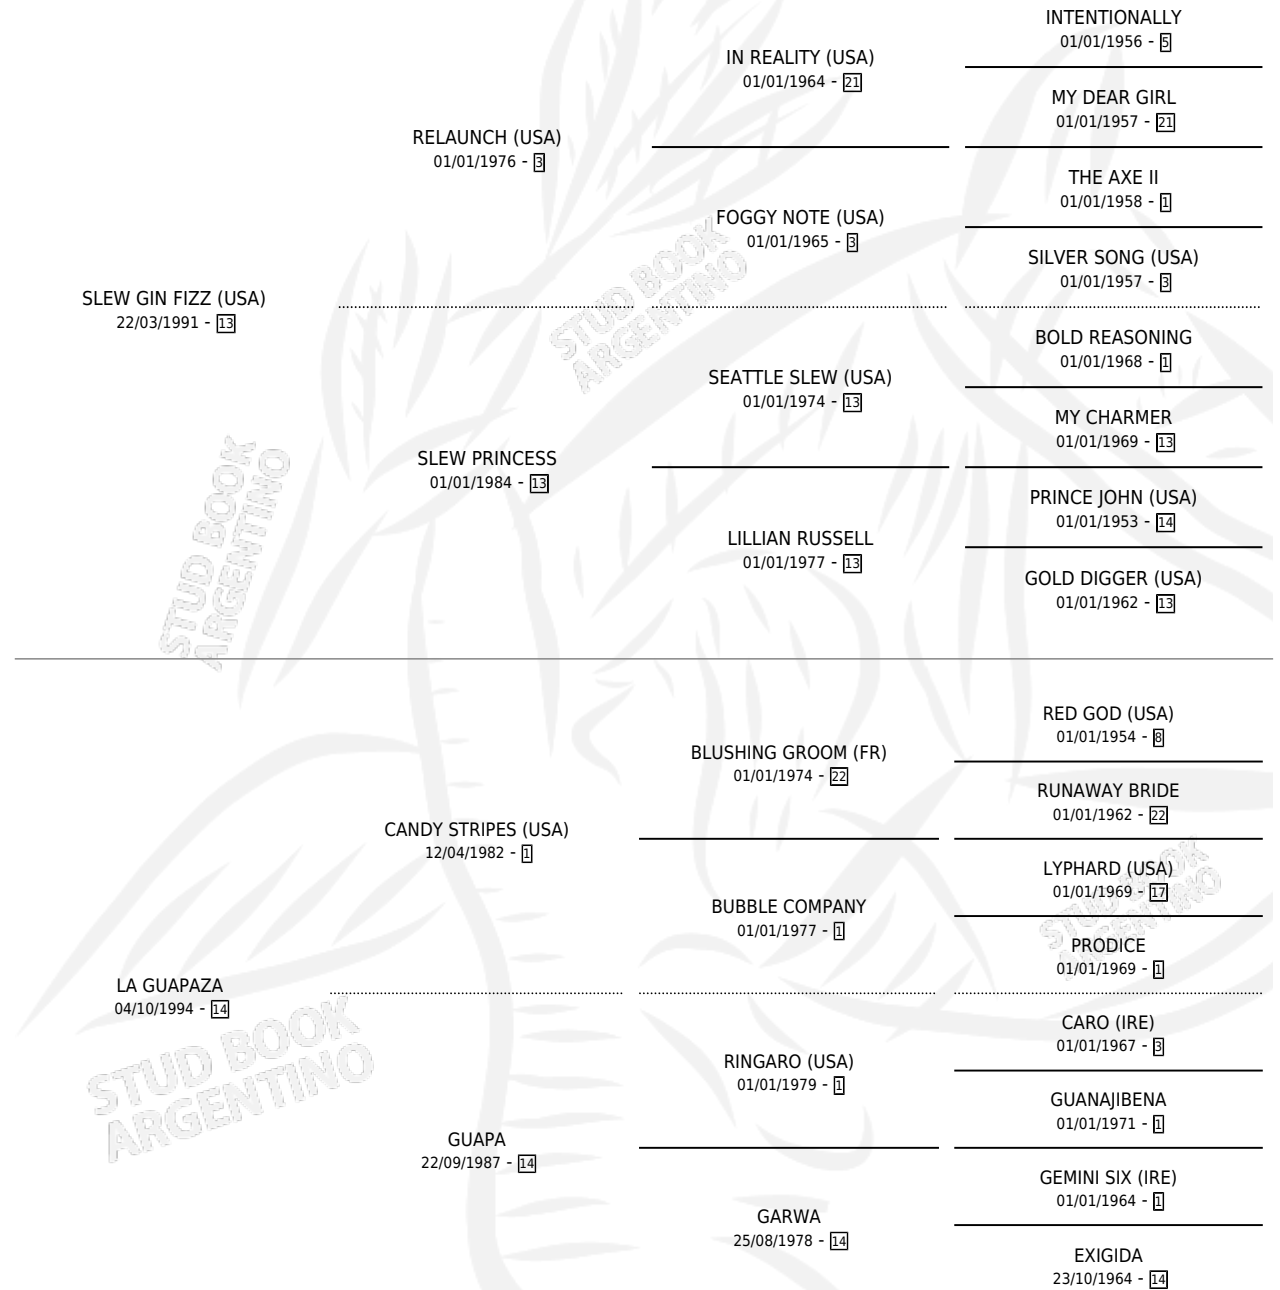 INTENTIONALLY
01/01/1956 - 5
IN REALITY (USA)
01/01/1964 - 21
MY DEAR GIRL
01/01/1957 - 21
RELAUNCH (USA)
01/01/1976 - 3
THE AXE II
01/01/1958 - 1
FOGGY NOTE (USA)
01/01/1965 - 3
SILVER SONG (USA)
01/01/1957 - 3
SLEW GIN FIZZ (USA)
22/03/1991 - 13
BOLD REASONING
01/01/1968 - 1
SEATTLE SLEW (USA)
01/01/1974 - 13
MY CHARMER
01/01/1969 - 13
SLEW PRINCESS
01/01/1984 - 13
PRINCE JOHN (USA)
01/01/1953 - 14
LILLIAN RUSSELL
01/01/1977 - 13
GOLD DIGGER (USA)
01/01/1962 - 13
RED GOD (USA)
01/01/1954 - 8
BLUSHING GROOM (FR)
01/01/1974 - 22
RUNAWAY BRIDE
01/01/1962 - 22
CANDY STRIPES (USA)
12/04/1982 - 1
LYPHARD (USA)
01/01/1969 - 17
BUBBLE COMPANY
01/01/1977 - 1
PRODICE
01/01/1969 - 1
LA GUAPAZA
04/10/1994 - 14
CARO (IRE)
01/01/1967 - 3
RINGARO (USA)
01/01/1979 - 1
GUANAJIBENA
01/01/1971 - 1
GUAPA
22/09/1987 - 14
GEMINI SIX (IRE)
01/01/1964 - 1
GARWA
25/08/1978 - 14
EXIGIDA
23/10/1964 - 14
STUD BOOK
ARGENTINO
STUD BOOK
ARGENTINO
STUD BOOK
ARGENTINO
STUD BOOK
ARGENTINO